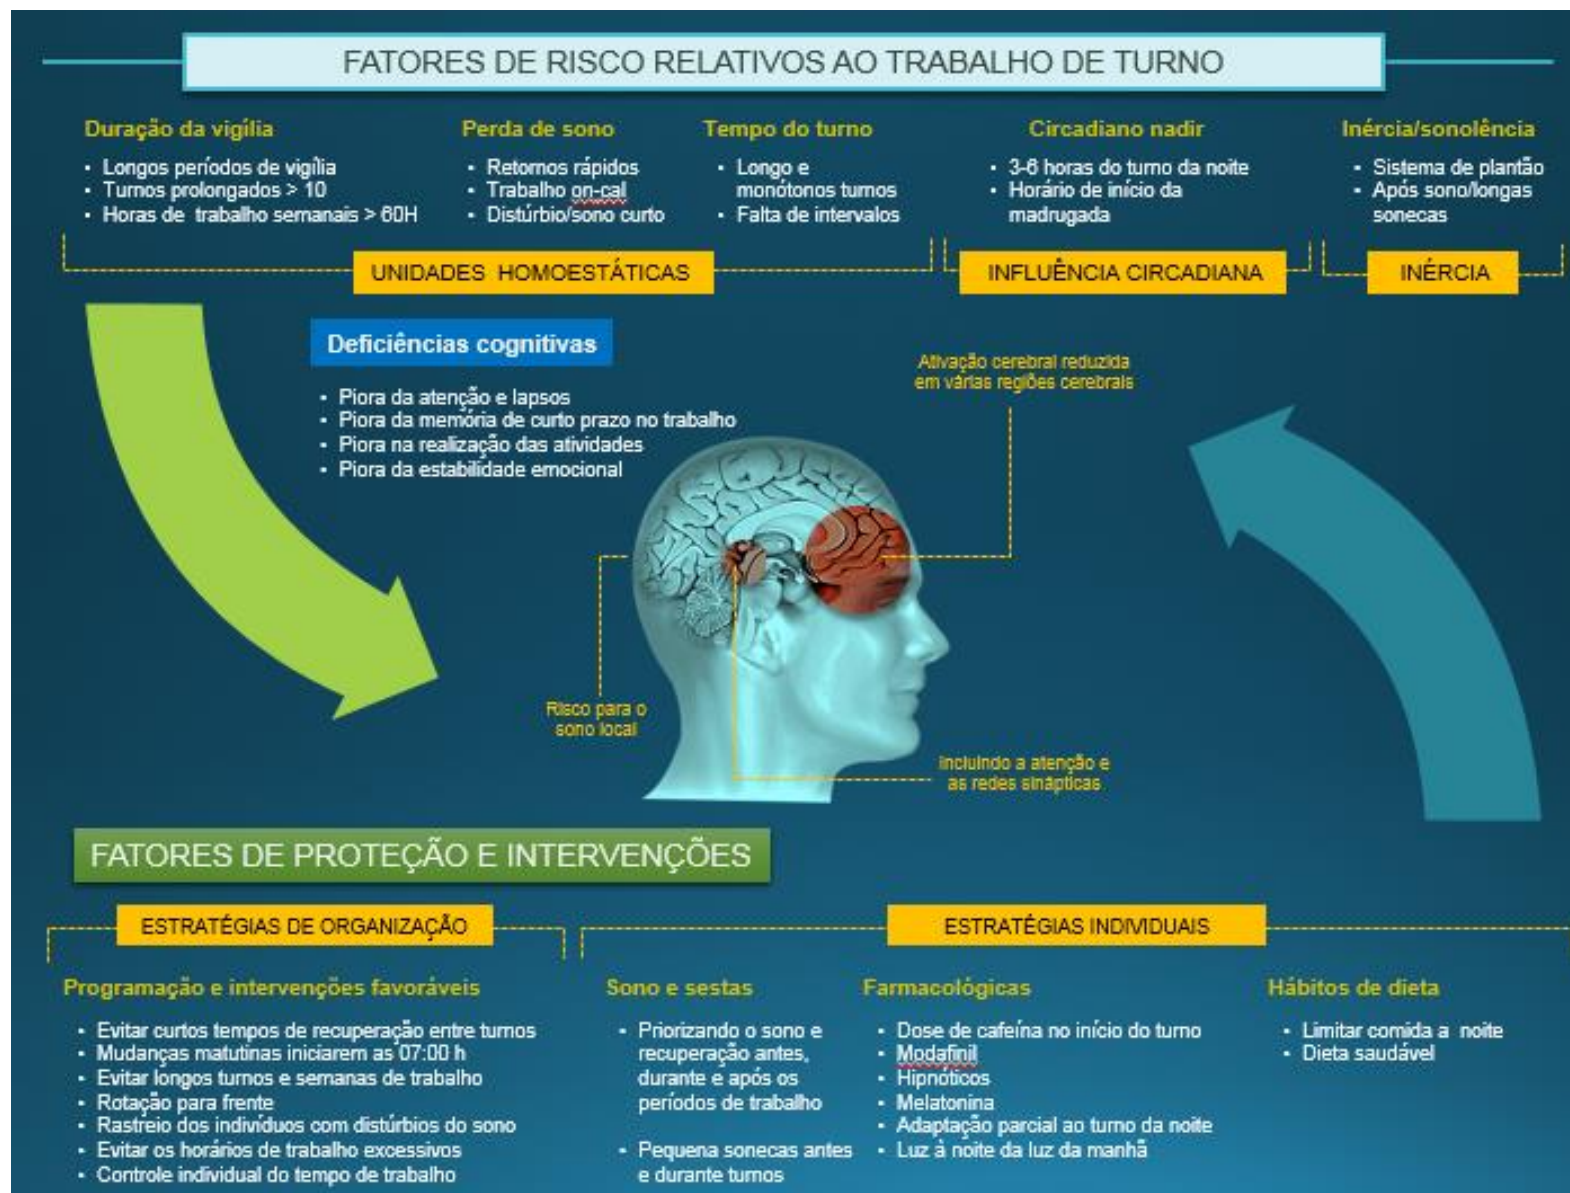 FATORES DE RISCO RELATIVOS AO TRABALHO DE TURNO
Duração da vigília
▪ Longos períodos de vigília
▪ Turnos prolongados > 10
▪ Horas de trabalho semanais > 60H
Perda de sono
▪ Retornos rápidos
▪ Trabalho on-cal
▪ Distúrbio/sono curto
Tempo do turno
▪ Longo e
monótonos turnos
▪ Falta de intervalos
Circadiano nadir
▪ 3-6 horas do turno da noite
▪ Horário de início da
madrugada
Inércia/sonolência
▪ Sistema de plantão
▪ Após sono/longas
sonecas
UNIDADES HOMOESTÁTICAS
INFLUÊNCIA CIRCADIANA
INÉRCIA
Deficiências cognitivas
▪ Piora da atenção e lapsos
▪ Piora da memória de curto prazo no trabalho
▪ Piora na realização das atividades
▪ Piora da estabilidade emocional
Ativação cerebral reduzida
em várias regiões cerebrais
Risco para o
sono local
Incluindo a atenção e
as redes sinápticas
FATORES DE PROTEÇÃO E INTERVENÇÕES
ESTRATÉGIAS DE ORGANIZAÇÃO
ESTRATÉGIAS INDIVIDUAIS
Programação e intervenções favoráveis
▪ Evitar curtos tempos de recuperação entre turnos
▪ Mudanças matutinas iniciarem as 07:00 h
▪ Evitar longos turnos e semanas de trabalho
▪ Rotação para frente
▪ Rastreio dos indivíduos com distúrbios do sono
▪ Evitar os horários de trabalho excessivos
▪ Controle individual do tempo de trabalho
Sono e sestas
▪ Priorizando o sono e
recuperação antes,
durante e após os
períodos de trabalho
▪ Pequena sonecas antes
e durante turnos
Farmacológicas
▪ Dose de cafeína no início do turno
▪ Modafinil
▪ Hipnóticos
▪ Melatonina
▪ Adaptação parcial ao turno da noite
▪ Luz à noite da luz da manhã
Hábitos de dieta
▪ Limitar comida a noite
▪ Dieta saudável